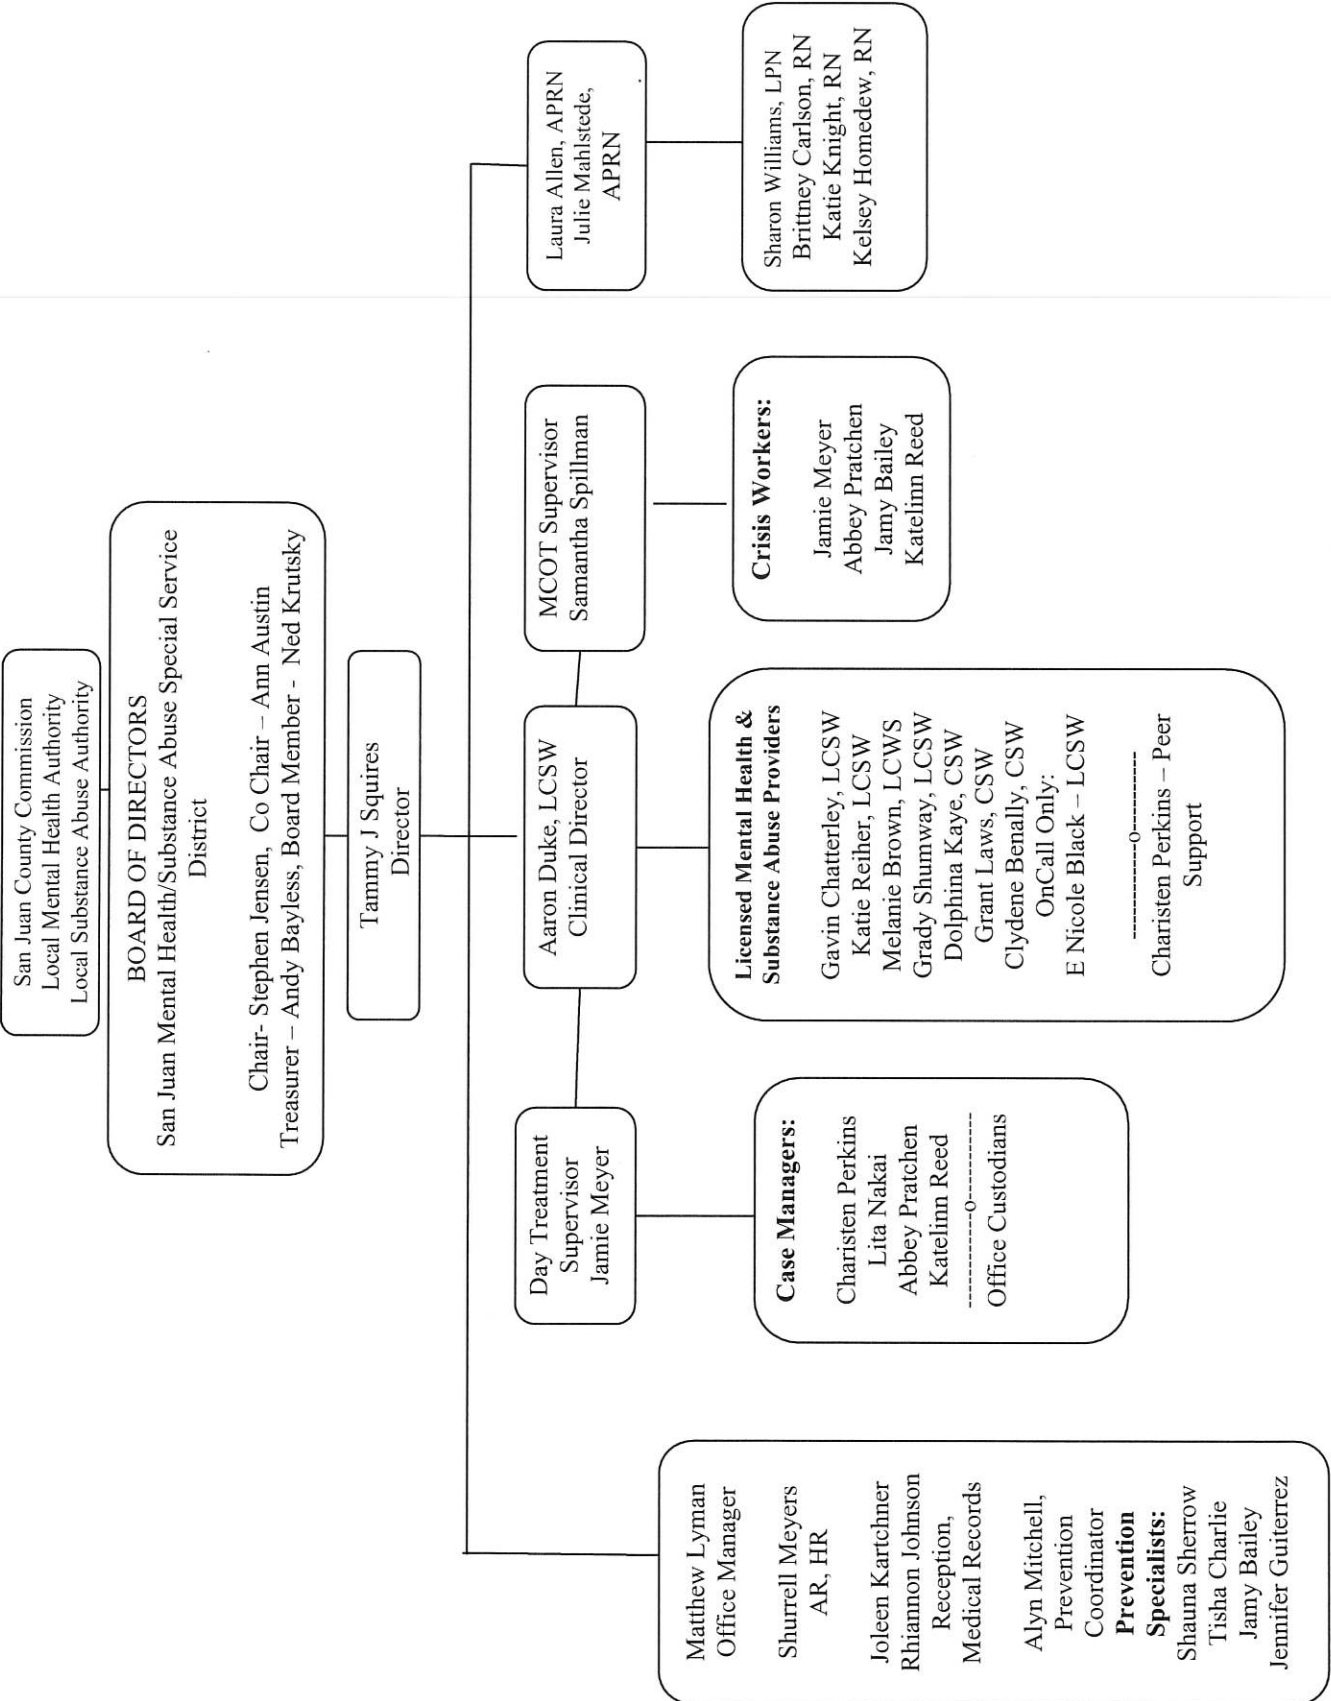 San Juan County Commission
Local Mental Health Authority
Local Substance Abuse Authority
BOARD OF DIRECTORS
San Juan Mental Health/Substance Abuse Special Service
District
Chair- Stephen Jensen,  Co Chair – Ann Austin
Treasurer – Andy Bayless, Board Member -  Ned Krutsky
Tammy J Squires
Director
Matthew Lyman
Office Manager
Shurrell Meyers
AR, HR
Joleen Kartchner
Rhiannon Johnson
Reception,
Medical Records
Alyn Mitchell,
Prevention
Coordinator
Prevention
Specialists:
Shauna Sherrow
Tisha Charlie
Jamy Bailey
Jennifer Guiterrez
Day Treatment
Supervisor
Jamie Meyer
Case Managers:
Charisten Perkins
Lita Nakai
Abbey Pratchen
Katelinn Reed
----------o----------
Office Custodians
Aaron Duke, LCSW
Clinical Director
Licensed Mental Health &
Substance Abuse Providers
Gavin Chatterley, LCSW
Katie Reiher, LCSW
Melanie Brown, LCWS
Grady Shumway, LCSW
Dolphina Kaye, CSW
Grant Laws, CSW
Clydene Benally, CSW
OnCall Only:
E Nicole Black – LCSW
----------o----------
Charisten Perkins – Peer
Support
MCOT Supervisor
Samantha Spillman
Crisis Workers:
Jamie Meyer
Abbey Pratchen
Jamy Bailey
Katelinn Reed
Laura Allen, APRN
Julie Mahlstede,
APRN
Sharon Williams, LPN
Brittney Carlson, RN
Katie Knight, RN
Kelsey Homedew, RN